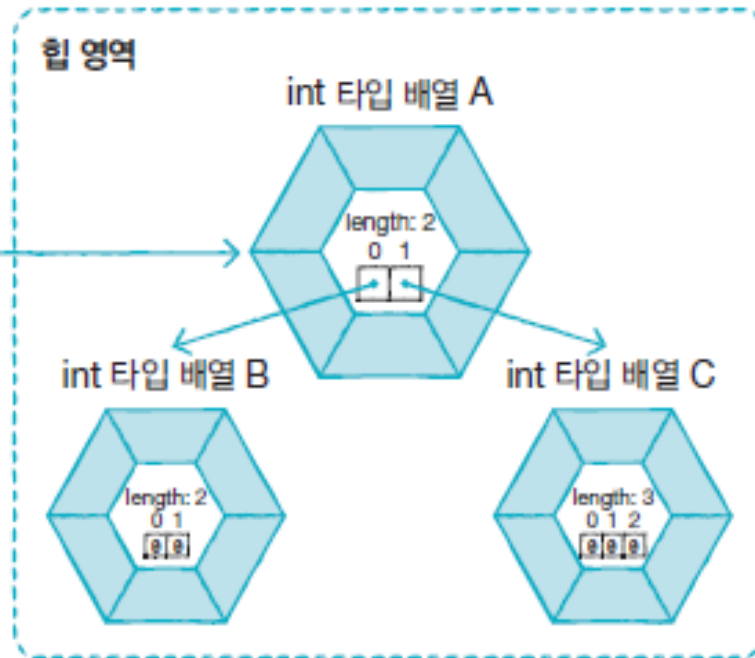 힙 영역
int 타입 배열 A
length: 2
0 1
int 타입 배열 B
int 타입 배열 C
length: 2
0 1
0 0
length: 3
0 1 2
0 0 0